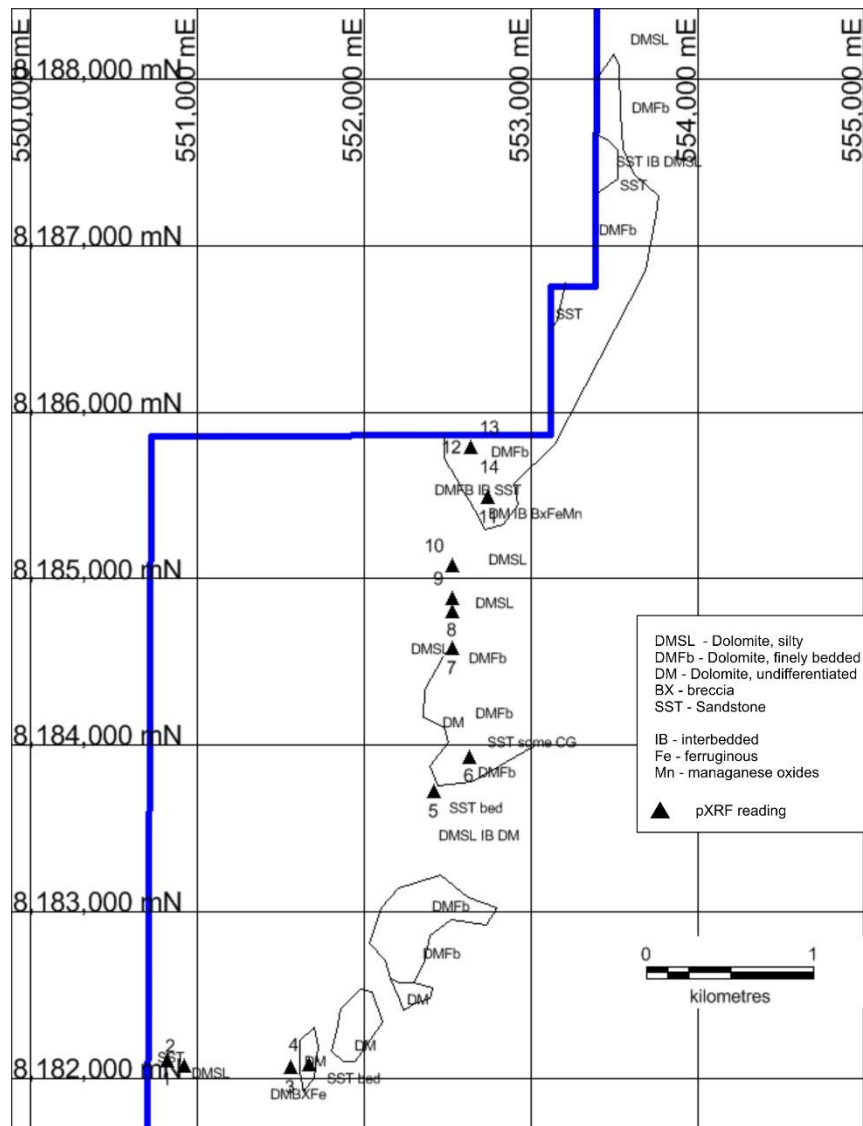 550,000 mE
551,000 mE
552,000 mE
553,000 mE
554,000 mE
555,000 mE
DMSL
8,188,000 mN
DMFb
SST IB DMSL
SST
DMFb
8,187,000 mN
SST
8,186,000 mN
13
12
DMFb
14
DMFB IB SST
11
DM IB BxFeMn
10
DMSL
9
8,185,000 mN
DMSL
8
DMSL
DMFb
7
DMFb
DM
SST some CG
8,184,000 mN
6
DMFb
5
SST bed
DMSL IB DM
8,183,000 mN
DMFb
DMFb
DM
DM
2
SST
1
DMSL
4
DM
8,182,000 mN
3
SST bed
DMBXFe
DMSL - Dolomite, silty
DMFb - Dolomite, finely bedded
DM - Dolomite, undifferentiated
BX - breccia
SST - Sandstone
IB - interbedded
Fe - ferruginous
Mn - managanese oxides
pXRF reading
0 1
kilometres